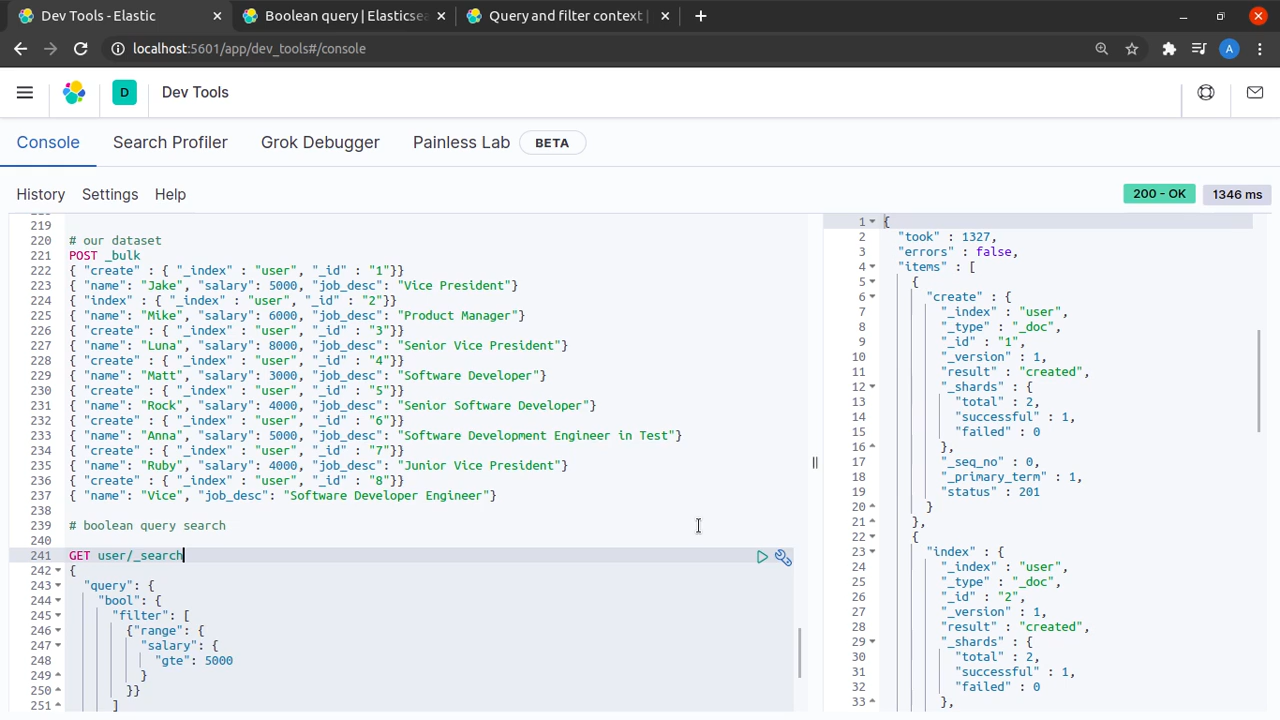 Dev Tools - Elastic
Boolean query | Elasticsea
Query and filter context |
localhost:5601/app/dev_tools#/console
A
D
Dev Tools
Console
Search Profiler
Grok Debugger
Painless Lab
BETA
History
Settings
Help
200 - OK
1346 ms
219
220 # our dataset
221 POST _bulk
222 { "create" : { "_index" : "user", "_id" : "1"}}
223 { "name": "Jake", "salary": 5000, "job_desc": "Vice President"}
224 { "index" : { "_index" : "user", "_id" : "2"}}
225 { "name": "Mike", "salary": 6000, "job_desc": "Product Manager"}
226 { "create" : { "_index" : "user", "_id" : "3"}}
227 { "name": "Luna", "salary": 8000, "job_desc": "Senior Vice President"}
228 { "create" : { "_index" : "user", "_id" : "4"}}
229 { "name": "Matt", "salary": 3000, "job_desc": "Software Developer"}
230 { "create" : { "_index" : "user", "_id" : "5"}}
231 { "name": "Rock", "salary": 4000, "job_desc": "Senior Software Developer"}
232 { "create" : { "_index" : "user", "_id" : "6"}}
233 { "name": "Anna", "salary": 5000, "job_desc": "Software Development Engineer in Test"}
234 { "create" : { "_index" : "user", "_id" : "7"}}
235 { "name": "Ruby", "salary": 4000, "job_desc": "Junior Vice President"}
236 { "create" : { "_index" : "user", "_id" : "8"}}
237 { "name": "Vice", "job_desc": "Software Developer Engineer"}
238
239 # boolean query search
240
241 GET user/_search
242 {
243 "query": {
244 "bool": {
245 "filter": [
246 {"range": {
247 "salary": {
248 "gte": 5000
249 }
250 }}
251 ]
1 {
2 "took" : 1327,
3 "errors" : false,
4 "items" : [
5 {
6 "create" : {
7 "_index" : "user",
8 "_type" : "_doc",
9 "_id" : "1",
10 "_version" : 1,
11 "result" : "created",
12 "_shards" : {
13 "total" : 2,
14 "successful" : 1,
15 "failed" : 0
16 },
17 "_seq_no" : 0,
18 "_primary_term" : 1,
19 "status" : 201
20 }
21 },
22 {
23 "index" : {
24 "_index" : "user",
25 "_type" : "_doc",
26 "_id" : "2",
27 "_version" : 1,
28 "result" : "created",
29 "_shards" : {
30 "total" : 2,
31 "successful" : 1,
32 "failed" : 0
33 },